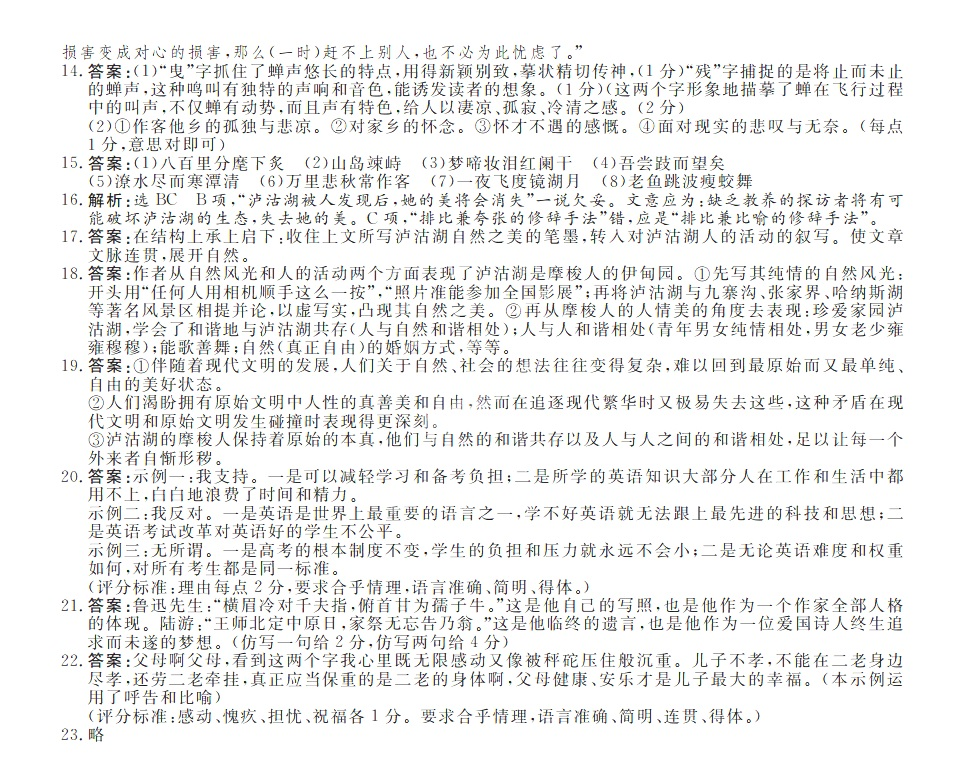 损害变成对心的损害,那么(一时)赶不上别人,也不必为此忧虑了。”
14. 答案:(1)“曳”字抓住了蝉声悠长的特点,用得新颖别致,摹状精切传神,(1分)“残”字捕捉的是将止而未止
的蝉声,这种鸣叫有独特的声响和音色,能诱发读者的想象。(1分)(这两个字形象地描摹了蝉在飞行过程
中的叫声,不仅蝉有动势,而且声有特色,给人以凄凉、孤寂、冷清之感。(2分)
(2)①作客他乡的孤独与悲凉。②对家乡的怀念。③怀才不遇的感慨。④面对现实的悲叹与无奈。(每点
1分,意思对即可)
15. 答案:(1)八百里分麾下炙 (2)山岛竦峙 (3)梦啼妆泪红阑干 (4)吾尝跂而望矣
(5)潦水尽而寒潭清 (6)万里悲秋常作客 (7)一夜飞度镜湖月 (8)老鱼跳波瘦蛟舞
16. 解析:选BC B项,“泸沽湖被人发现后,她的美将会消失”一说欠妥。文意应为:缺乏教养的探访者将有可
能破坏泸沽湖的生态,失去她的美。C项,“排比兼夸张的修辞手法”错,应是“排比兼比喻的修辞手法”。
17. 答案:在结构上承上启下:收住上文所写泸沽湖自然之美的笔墨,转入对泸沽湖人的活动的叙写。使文章
文脉连贯,展开自然。
18. 答案:作者从自然风光和人的活动两个方面表现了泸沽湖是摩梭人的伊甸园。①先写其纯情的自然风光:
开头用“任何人用相机顺手这么一按”,“照片准能参加全国影展”;再将泸沽湖与九寨沟、张家界、哈纳斯湖
等著名风景区相提并论,以虚写实,凸现其自然之美。②再从摩梭人的人情美的角度去表现:珍爱家园泸
沽湖,学会了和谐地与泸沽湖共存(人与自然和谐相处);人与人和谐相处(青年男女纯情相处,男女老少雍
雍穆穆);能歌善舞;自然(真正自由)的婚姻方式,等等。
19. 答案:①伴随着现代文明的发展,人们关于自然、社会的想法往往变得复杂,难以回到最原始而又最单纯、
自由的美好状态。
②人们渴盼拥有原始文明中人性的真善美和自由,然而在追逐现代繁华时又极易失去这些,这种矛盾在现
代文明和原始文明发生碰撞时表现得更深刻。
③泸沽湖的摩梭人保持着原始的本真,他们与自然的和谐共存以及人与人之间的和谐相处,足以让每一个
外来者自惭形秽。
20. 答案:示例一:我支持。一是可以减轻学习和备考负担;二是所学的英语知识大部分人在工作和生活中都
用不上,白白地浪费了时间和精力。
示例二:我反对。一是英语是世界上最重要的语言之一,学不好英语就无法跟上最先进的科技和思想;二
是英语考试改革对英语好的学生不公平。
示例三:无所谓。一是高考的根本制度不变,学生的负担和压力就永远不会小;二是无论英语难度和权重
如何,对所有考生都是同一标准。
(评分标准:理由每点2分,要求合乎情理,语言准确、简明、得体。)
21. 答案:鲁迅先生:“横眉冷对千夫指,俯首甘为孺子牛。”这是他自己的写照,也是他作为一个作家全部人格
的体现。陆游:“王师北定中原日,家祭无忘告乃翁。”这是他临终的遗言,也是他作为一位爱国诗人终生追
求而未遂的梦想。(仿写一句给2分,仿写两句给4分)
22. 答案:父母啊父母,看到这两个字我心里既无限感动又像被秤砣压住般沉重。儿子不孝,不能在二老身边
尽孝,还劳二老牵挂,真正应当保重的是二老的身体啊,父母健康、安乐才是儿子最大的幸福。(本示例运
用了呼告和比喻)
(评分标准:感动、愧疚、担忧、祝福各1分。要求合乎情理,语言准确、简明、连贯、得体。)
23. 略